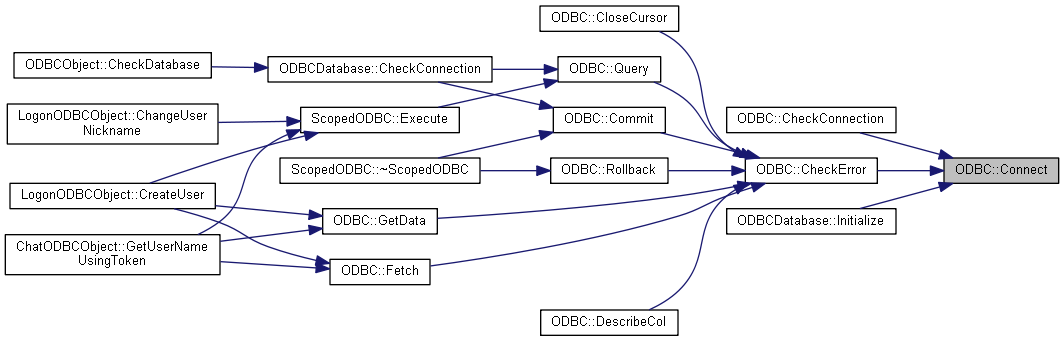 ODBC::CloseCursor
ODBCObject::CheckDatabase
ODBCDatabase::CheckConnection
ODBC::Query
LogonODBCObject::ChangeUser
Nickname
ScopedODBC::Execute
ODBC::Commit
ODBC::CheckConnection
ScopedODBC::~ScopedODBC
ODBC::Rollback
ODBC::CheckError
ODBC::Connect
LogonODBCObject::CreateUser
ODBC::GetData
ODBCDatabase::Initialize
ChatODBCObject::GetUserName
UsingToken
ODBC::Fetch
ODBC::DescribeCol